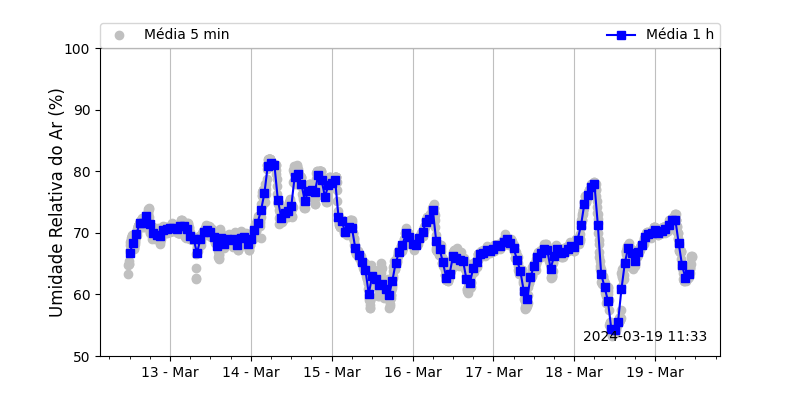 Média 5 min
Média 1 h
Umidade Relativa do Ar (%)
100
90
80
70
60
50
2024-03-19 11:33
13 - Mar
14 - Mar
15 - Mar
16 - Mar
17 - Mar
18 - Mar
19 - Mar